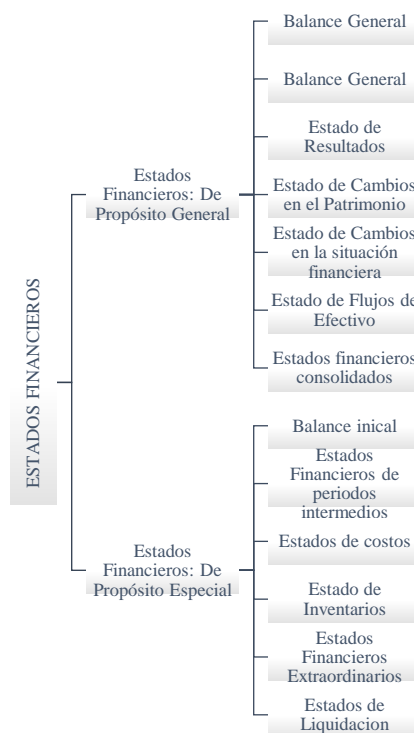 ESTADOS FINANCIEROS
Estados
Financieros: De
Propósito General
Balance General
Balance General
Estado de
Resultados
Estado de Cambios
en el Patrimonio
Estado de Cambios
en la situación
financiera
Estado de Flujos de
Efectivo
Estados financieros
consolidados
Estados
Financieros: De
Propósito Especial
Balance inical
Estados
Financieros de
periodos
intermedios
Estados de costos
Estado de
Inventarios
Estados
Financieros
Extraordinarios
Estados de
Liquidacion